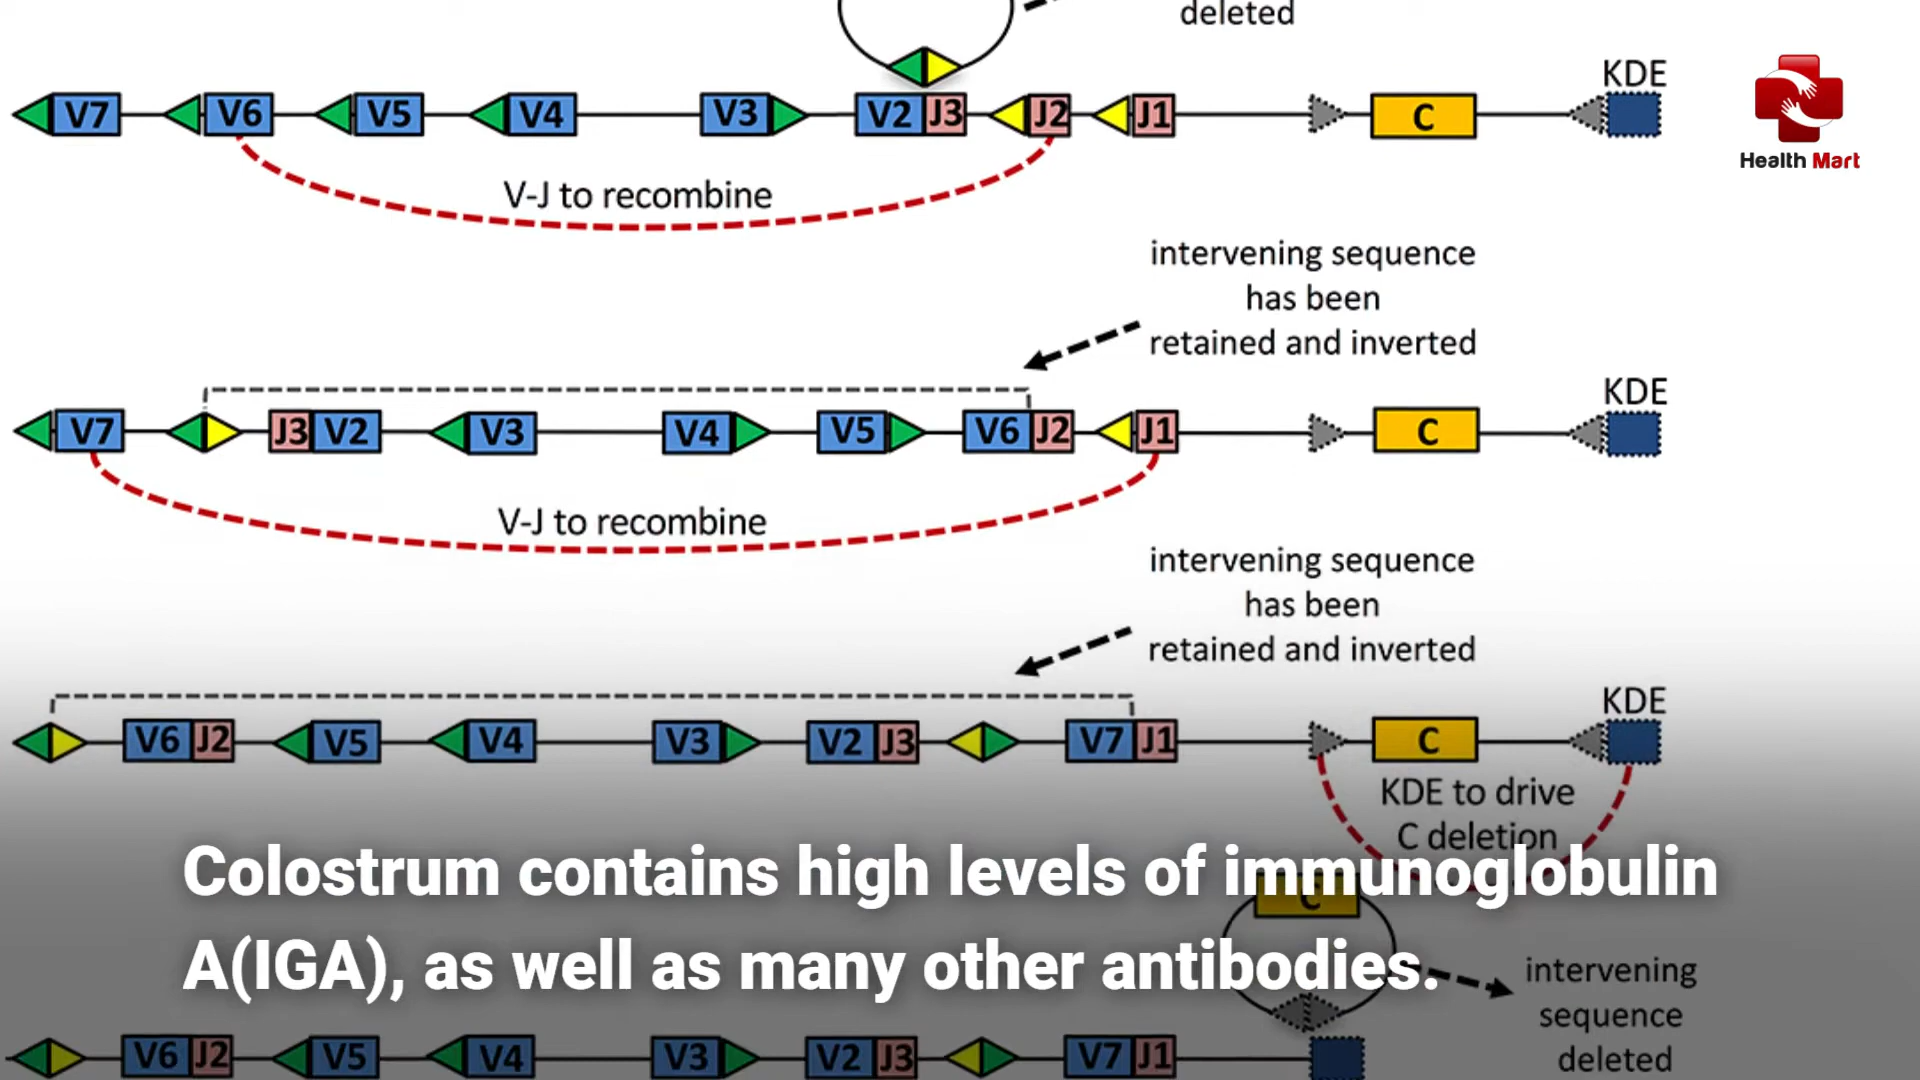 deleted
KDE
V7 V6 V5 V4 V3 V2 J3 J2 J1 C
Health Mart
V-J to recombine
intervening sequence
has been
retained and inverted
KDE
V7 J3 V2 V3 V4 V5 V6 J2 J1 C
V-J to recombine
intervening sequence
has been
retained and inverted
KDE
V6 J2 V5 V4 V3 V2 J3 V7 J1 C
KDE to drive
C deletion
Colostrum contains high levels of immunoglobulin
A(IGA), as well as many other antibodies.
C
intervening
sequence
deleted
V6 J2 V5 V4 V3 V2 J3 V7 J1